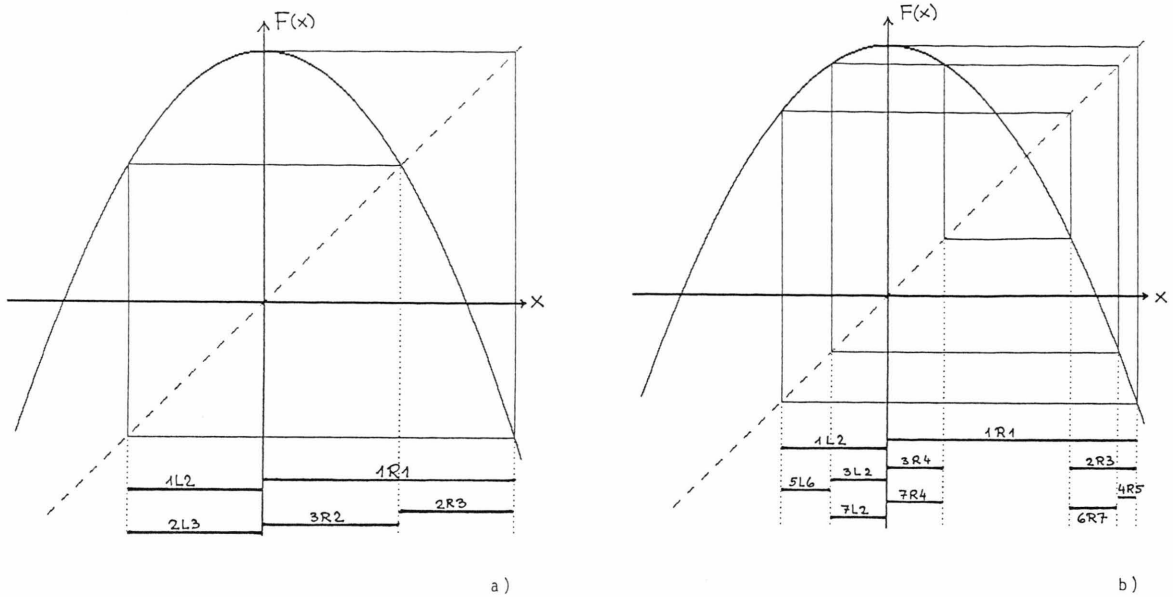 F(x)
x
1L2
1R1
2L3
3R2
2R3
a)
F(x)
x
1L2
1R1
3L2
3R4
2R3
5L6
7R4
4R5
7L2
6R7
b)